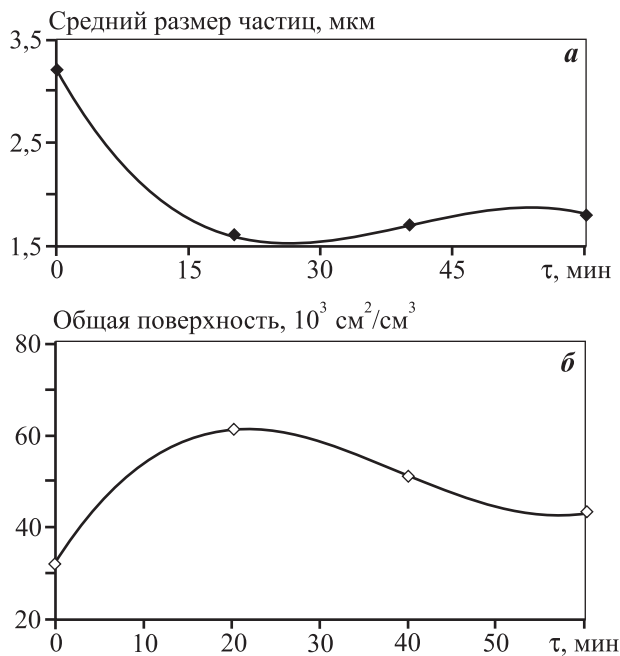 Средний размер частиц, мкм
3,5
а
2,5
1,5
0 15 30 45 τ, мин
Общая поверхность, 10³ см²/см³
80
б
60
40
20
0 10 20 30 40 50 τ, мин